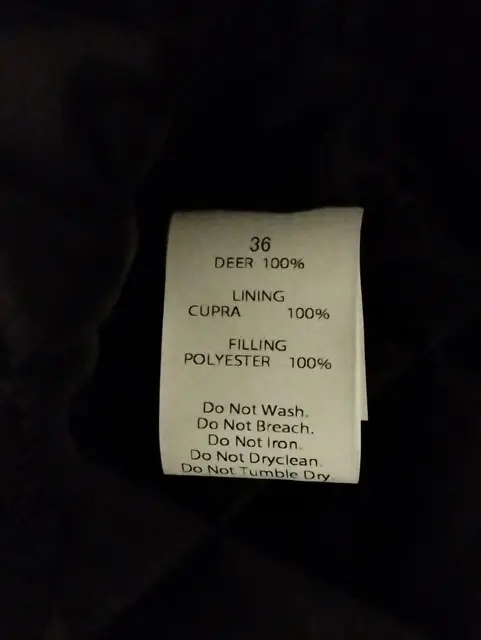 36
DEER 100%
LINING
CUPRA 100%
FILLING
POLYESTER 100%
Do Not Wash.
Do Not Breach.
Do Not Iron.
Do Not Dryclean.
Do Not Tumble Dry.